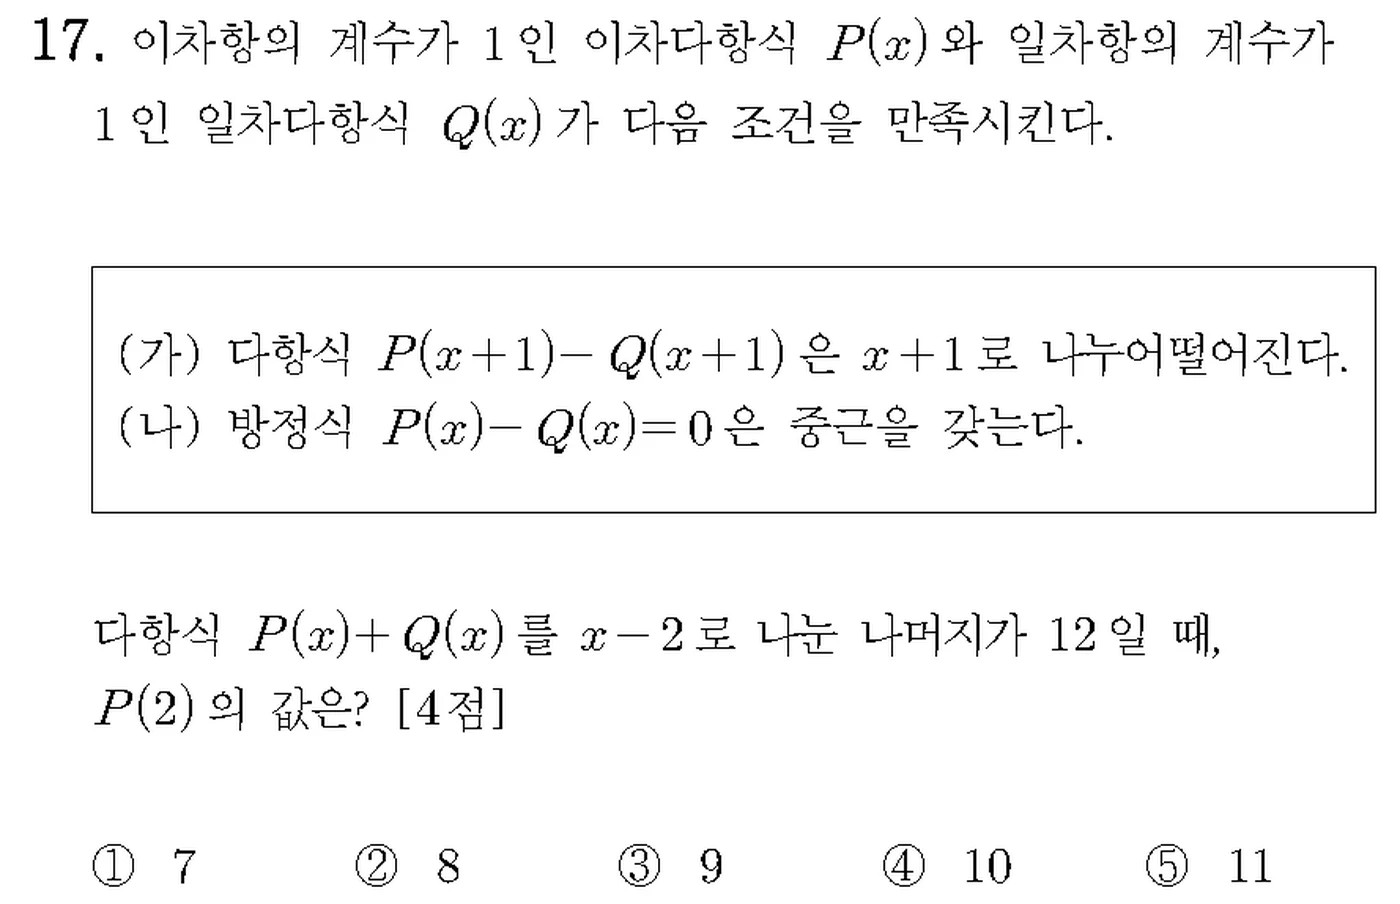 17. 이차항의 계수가 1인 이차다항식 P(x)와 일차항의 계수가
1인 일차다항식 Q(x)가 다음 조건을 만족시킨다.
(가) 다항식 P(x+1)-Q(x+1)은 x+1로 나누어떨어진다.
(나) 방정식 P(x)-Q(x)=0은 중근을 갖는다.
다항식 P(x)+Q(x)를 x-2로 나눈 나머지가 12일 때,
P(2)의 값은? [4점]
① 7 ② 8 ③ 9 ④ 10 ⑤ 11